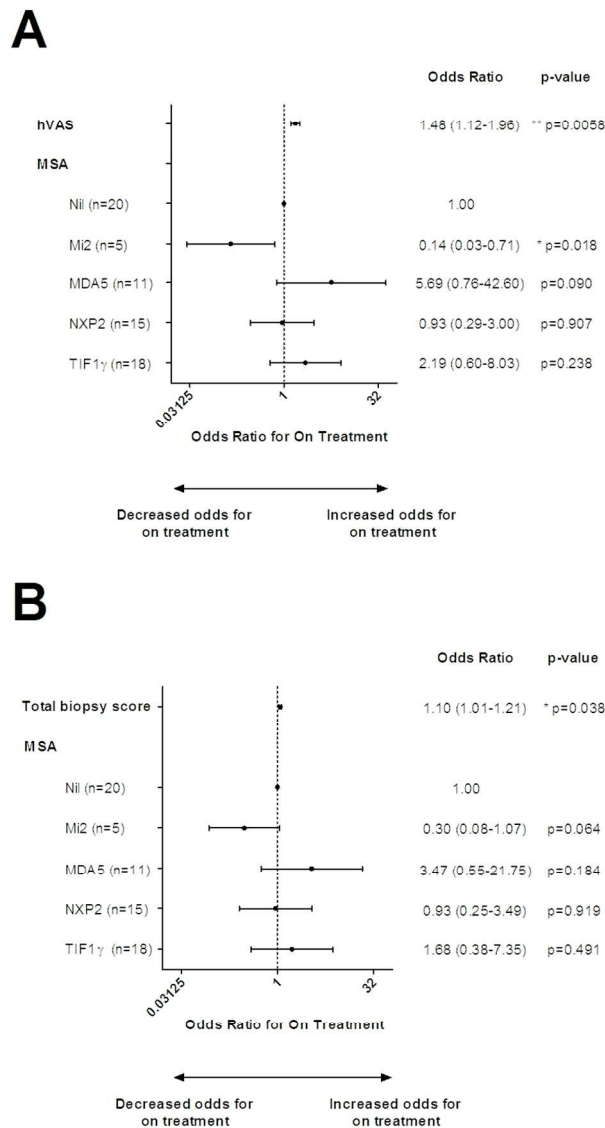 A
Odds Ratio p-value
hVAS 1.48 (1.12-1.96) ** p=0.0058
MSA
Nil (n=20) 1.00
Mi2 (n=5) 0.14 (0.03-0.71) * p=0.018
MDA5 (n=11) 5.69 (0.76-42.60) p=0.090
NXP2 (n=15) 0.93 (0.29-3.00) p=0.907
TIF1γ (n=18) 2.19 (0.60-8.03) p=0.238
0.03125 1 32
Odds Ratio for On Treatment
Decreased odds for Increased odds for
on treatment on treatment
B
Odds Ratio p-value
Total biopsy score 1.10 (1.01-1.21) * p=0.038
MSA
Nil (n=20) 1.00
Mi2 (n=5) 0.30 (0.08-1.07) p=0.064
MDA5 (n=11) 3.47 (0.55-21.75) p=0.184
NXP2 (n=15) 0.93 (0.25-3.49) p=0.919
TIF1γ (n=18) 1.68 (0.38-7.35) p=0.491
0.03125 1 32
Odds Ratio for On Treatment
Decreased odds for Increased odds for
on treatment on treatment